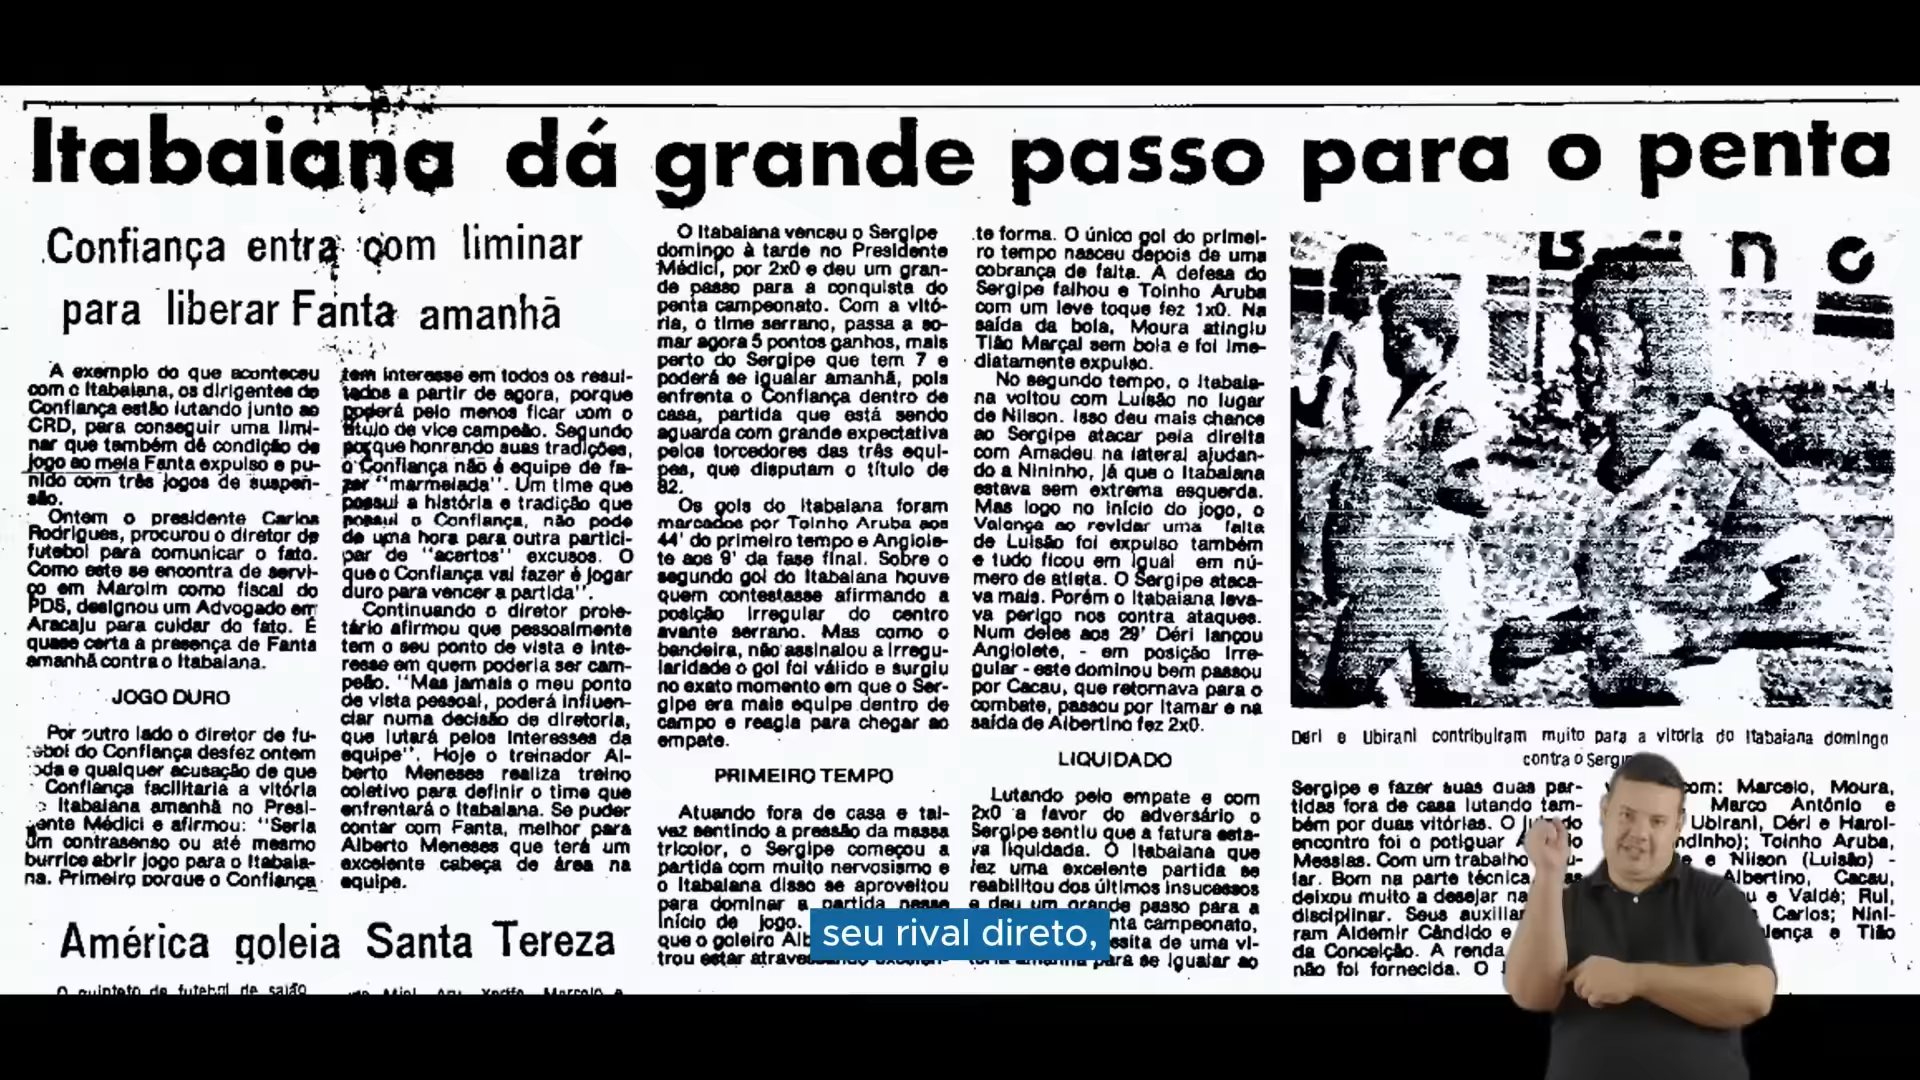 Itabaiana dá grande passo para o penta
Confiança entra com liminar
para liberar Fanta amanhã
A exemplo do que aconteceu
com o Itabaiana, os dirigentes do
Confiança estão lutando junto ao
CRD, para conseguir uma limi-
nar que também dê condição de
jogo ao meia Fanta expulso e pu-
nido com três jogos de suspen-
são.
Ontem o presidente Carlos
Rodrigues, procurou o diretor de
futebol para comunicar o fato.
Como este se encontra de servi-
ço em Maroim como fiscal do
PDS, designou um Advogado em
Aracaju para cuidar do fato. É
quase certa a presença de Fanta
amanhã contra o Itabaiana.
JOGO DURO
Por outro lado o diretor de fu-
tebol do Confiança desfez ontem
toda e qualquer acusação de que
Confiança facilitaria a vitória
Itabaiana amanhã no Presi-
dente Médici e afirmou: "Seria
um contrasenso ou até mesmo
burrice abrir jogo para o Itabaia-
na. Primeiro porque o Confiança
tem interesse em todos os resul-
tados a partir de agora, porque
poderá pelo menos ficar com o
título de vice campeão. Segundo
porque honrando suas tradições,
o Confiança não é equipe de fa-
zer "marmelada". Um time que
possui a história e tradição que
possui o Confiança, não pode
de uma hora para outra partici-
par de "acertos" excusos. O
que o Confiança vai fazer é jogar
duro para vencer a partida".
Continuando o diretor prole-
tário afirmou que pessoalmente
tem o seu ponto de vista e inte-
resse em quem poderia ser cam-
peão. "Mas jamais o meu ponto
de vista pessoal, poderá influen-
ciar numa decisão de diretoria,
que lutará pelos interesses da
equipe". Hoje o treinador Al-
berto Meneses realiza treino
coletivo para definir o time que
enfrentará o Itabaiana. Se puder
contar com Fanta, melhor para
Alberto Meneses que terá um
excelente cabeça de área na
equipe.
América goleia Santa Tereza
O quinteto de futebol de salão
O Itabaiana venceu o Sergipe
domingo à tarde no Presidente
Médici, por 2x0 e deu um gran-
de passo para a conquista do
penta campeonato. Com a vitó-
ria, o time serrano, passa a so-
mar agora 5 pontos ganhos, mais
perto do Sergipe que tem 7 e
poderá se igualar amanhã, pois
enfrenta o Confiança dentro de
casa, partida que está sendo
aguarda com grande expectativa
pelos torcedores das três equi-
pes, que disputam o título de
82.
Os gols do Itabaiana foram
marcados por Toinho Aruba aos
44' do primeiro tempo e Angiole-
te aos 9' da fase final. Sobre o
segundo gol do Itabaiana houve
quem contestasse afirmando a
posição irregular do centro
avante serrano. Mas como o
bandeira, não assinalou a irregu-
laridade o gol foi válido e surgiu
no exato momento em que o Ser-
gipe era mais equipe dentro de
campo e reagia para chegar ao
empate.
PRIMEIRO TEMPO
Atuando fora de casa e tal-
vez sentindo a pressão da massa
tricolor, o Sergipe começou a
partida com muito nervosismo e
o Itabaiana disso se aproveitou
para dominar a partida nesse
início de jogo.
que o goleiro Alb
trou estar
te forma. O único gol do primei-
ro tempo nasceu depois de uma
cobrança de falta. A defesa do
Sergipe falhou e Toinho Aruba
com um leve toque fez 1x0. Na
saída da bola, Moura atingiu
Tião Marçal sem bola e foi ime-
diatamente expulso.
No segundo tempo, o Itabaia-
na voltou com Luisão no lugar
de Nilson. Isso deu mais chance
ao Sergipe atacar pela direita
com Amadeu na lateral ajudan-
do a Nininho, já que o Itabaiana
estava sem extrema esquerda.
Mas logo no início do jogo, o
Valença ao revidar uma falta
de Luisão foi expulso também
e tudo ficou em igual em nú-
mero de atleta. O Sergipe ataca-
va mais. Porém o Itabaiana leva-
va perigo nos contra ataques.
Num deles aos 29' Déri lançou
Angiolete, - em posição irre-
gular - este dominou bem passou
por Cacau, que retornava para o
combate, passou por Itamar e na
saída de Albertino fez 2x0.
LIQUIDADO
Lutando pelo empate e com
2x0 a favor do adversário o
Sergipe sentiu que a fatura esta-
va liquidada. O Itabaiana que
fez uma excelente partida se
reabilitou dos últimos insucessos
e deu um grande passo para a
nta campeonato,
ssita de uma vi-
amanhã para se igualar ao
Banc
Déri e Ubirani contribuíram muito para a vitória do Itabaiana domingo
contra o Sergip
Sergipe e fazer suas duas par-
tidas fora de casa lutando tam-
bém por duas vitórias. O
encontro foi o potiguar
Messias. Com um trabalho
lar. Bom na parte técnica,
deixou muito a desejar na
disciplinar. Seus auxiliar
ram Aldemir Cândido e
da Conceição. A renda
não foi fornecida. O
com: Marcelo, Moura,
Marco Antônio e
Ubirani, Déri e Harol-
ndinho); Toinho Aruba,
e e Nilson (Luisão) -
Albertino, Cacau,
u e Valdé; Rui,
Carlos; Nini-
lença e Tião
seu rival direto,